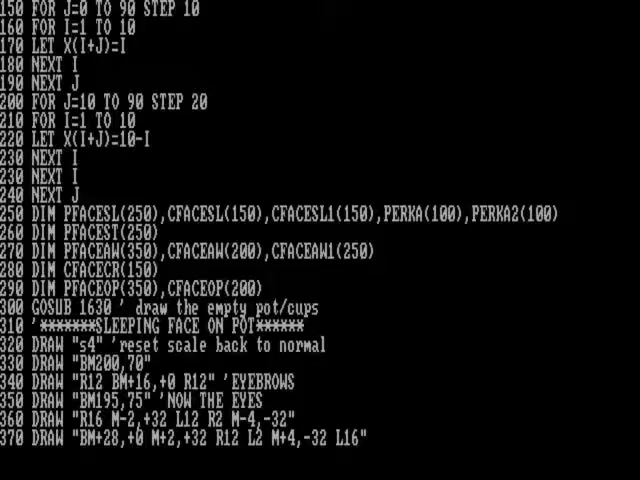 150 FOR J=0 TO 90 STEP 10
160 FOR I=1 TO 10
170 LET X(I+J)=I
180 NEXT I
190 NEXT J
200 FOR J=10 TO 90 STEP 20
210 FOR I=1 TO 10
220 LET X(I+J)=10-I
230 NEXT I
230 NEXT I
240 NEXT J
250 DIM PFACESL(250),CFACESL(150),CFACESL1(150),PERKA(100),PERKA2(100)
260 DIM PFACEST(250)
270 DIM PFACEAW(350),CFACEAW(200),CFACEAW1(250)
280 DIM CFACECR(150)
290 DIM PFACEOP(350),CFACEOP(200)
300 GOSUB 1630 ' draw the empty pot/cups
310 '*******SLEEPING FACE ON POT******
320 DRAW "s4" 'reset scale back to normal
330 DRAW "BM200,70"
340 DRAW "R12 BM+16,+0 R12" 'EYEBROWS
350 DRAW "BM195,75" 'NOW THE EYES
360 DRAW "R16 M-2,+32 L12 R2 M-4,-32"
370 DRAW "BM+28,+0 M+2,+32 R12 L2 M+4,-32 L16"